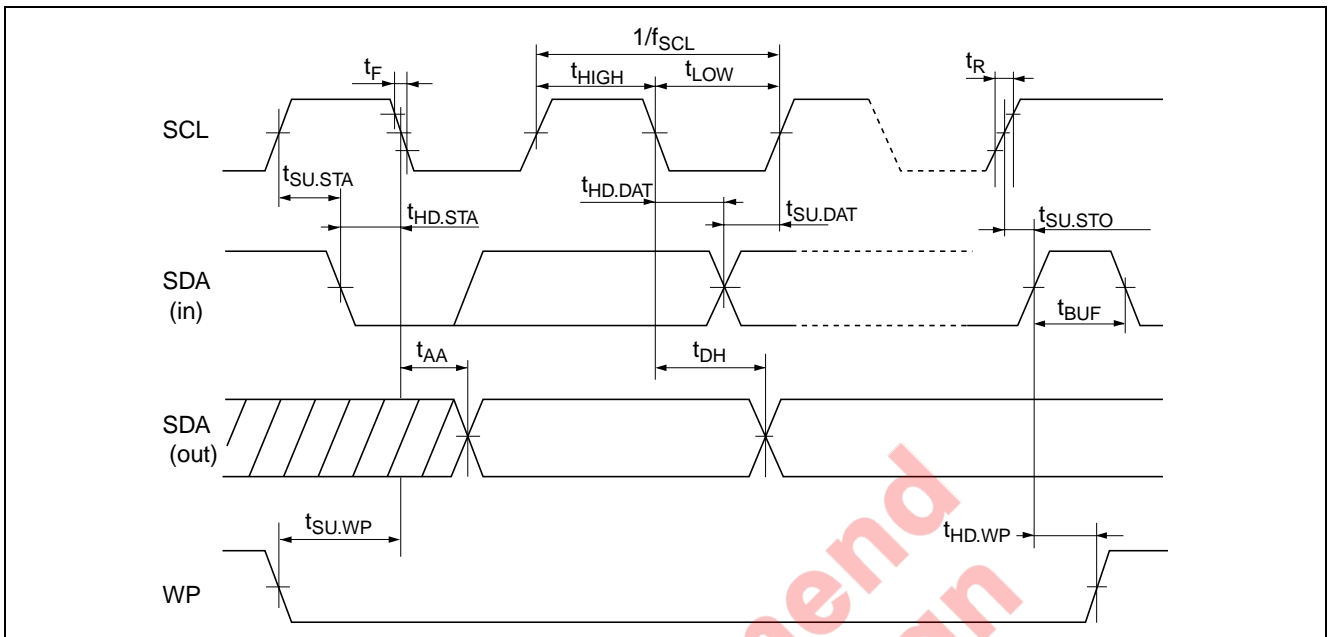 1/fSCL
tF
tHIGH
tLOW
tR
SCL
tSU.STA
tHD.STA
tHD.DAT
tSU.DAT
tSU.STO
SDA
(in)
tBUF
tAA
tDH
SDA
(out)
tSU.WP
tHD.WP
WP